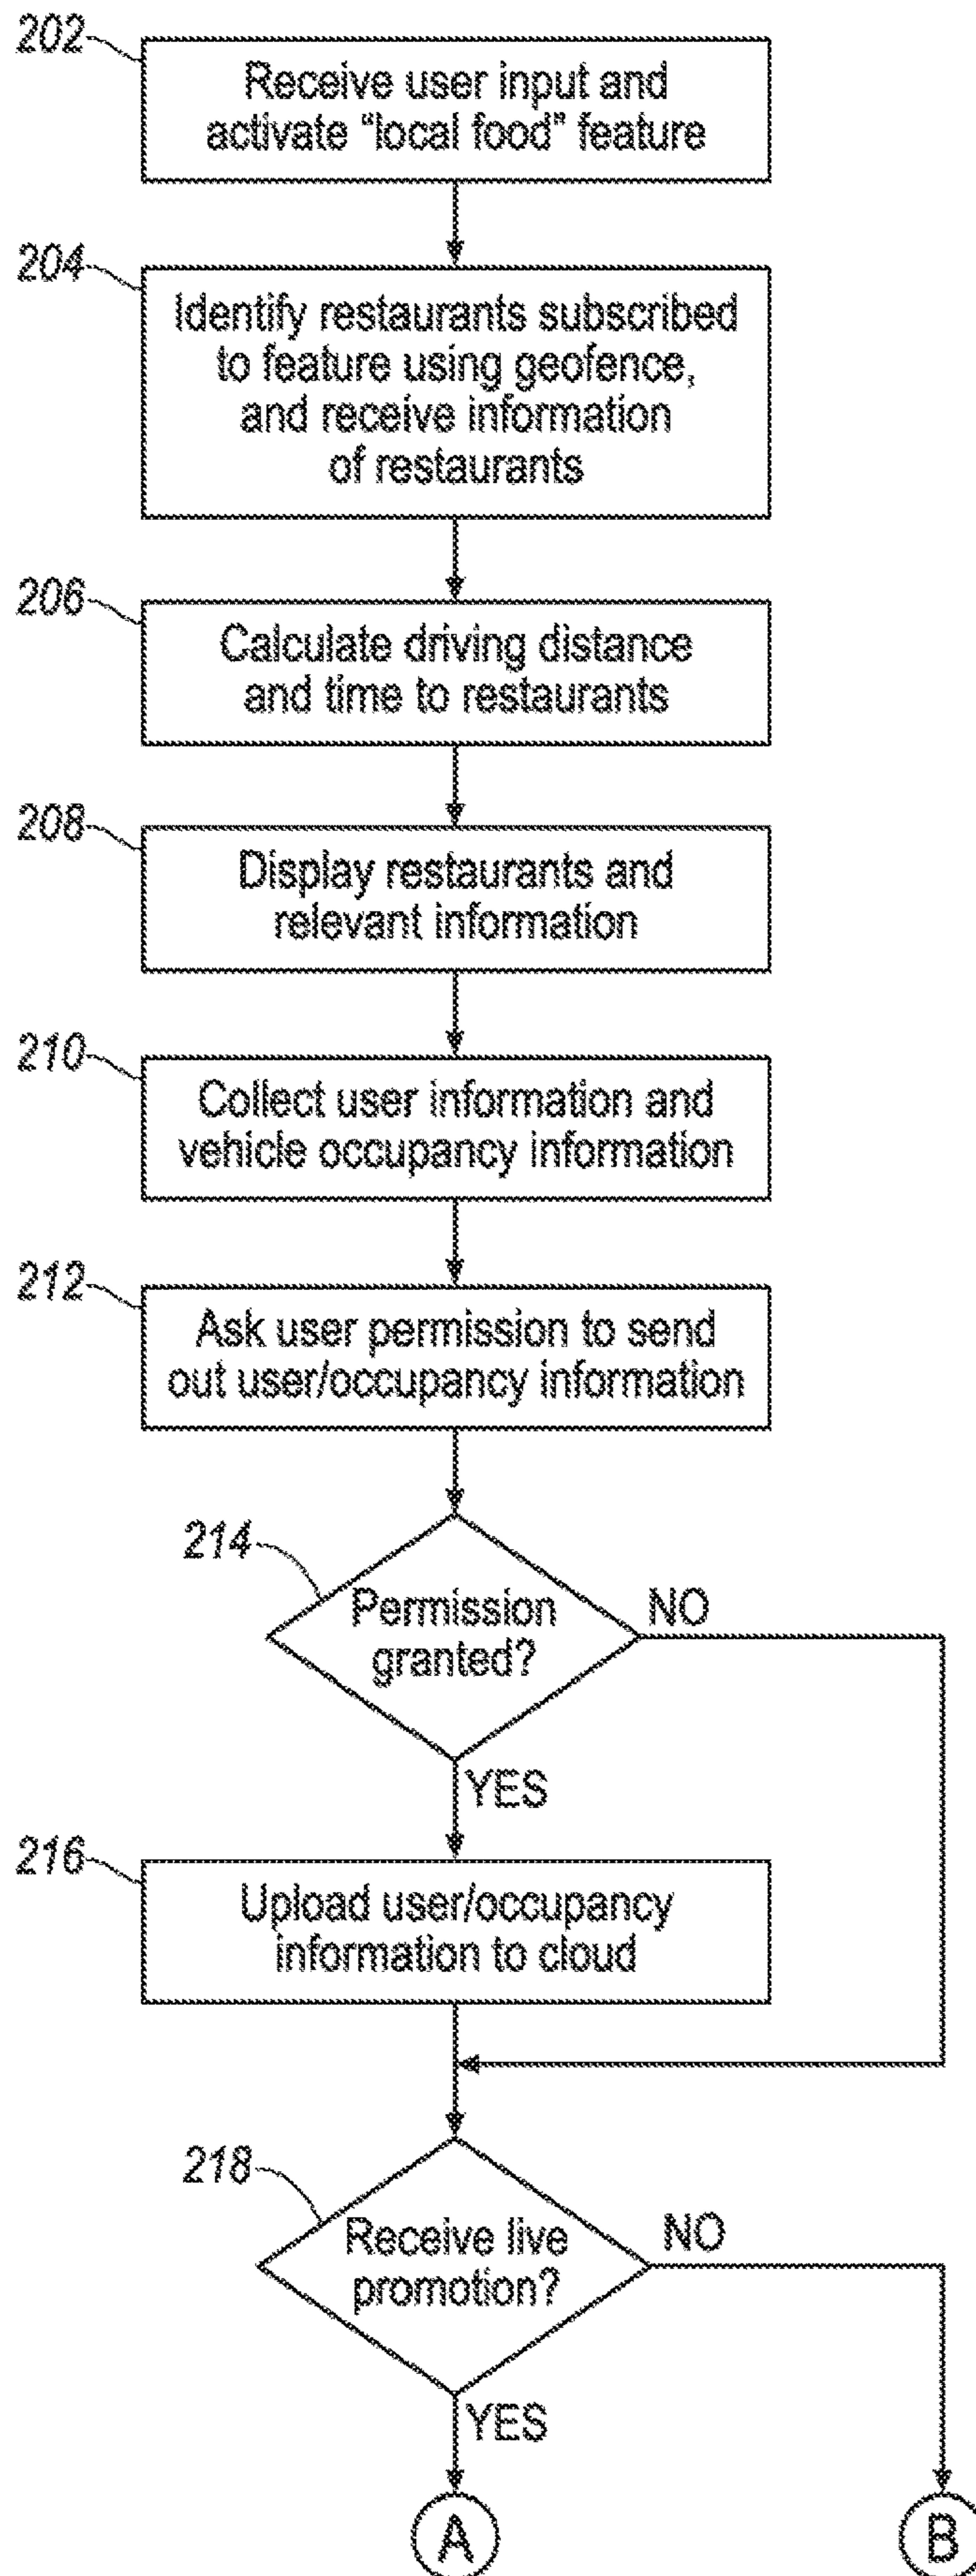 202
Receive user input and
activate “local food” feature
204
Identify restaurants subscribed
to feature using geofence,
and receive information
of restaurants
206
Calculate driving distance
and time to restaurants
208
Display restaurants and
relevant information
210
Collect user information and
vehicle occupancy information
212
Ask user permission to send
out user/occupancy information
214
Permission
granted?
NO
YES
216
Upload user/occupancy
information to cloud
218
Receive live
promotion?
NO
YES
A
B